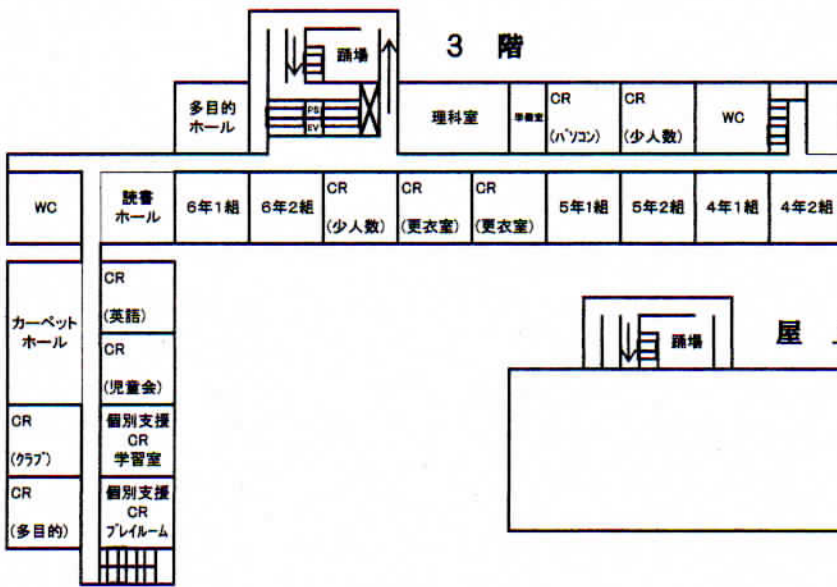 3 階
踊場
多目的
ホール
PS
EV
理科室
準備室
CR
(パソコン)
CR
(少人数)
WC
WC
読書
ホール
6年1組
6年2組
CR
(少人数)
CR
(更衣室)
CR
(更衣室)
5年1組
5年2組
4年1組
4年2組
カーペット
ホール
CR
(英語)
CR
(児童会)
CR
(クラブ)
個別支援
CR
学習室
CR
(多目的)
個別支援
CR
プレイルーム
踊場
屋